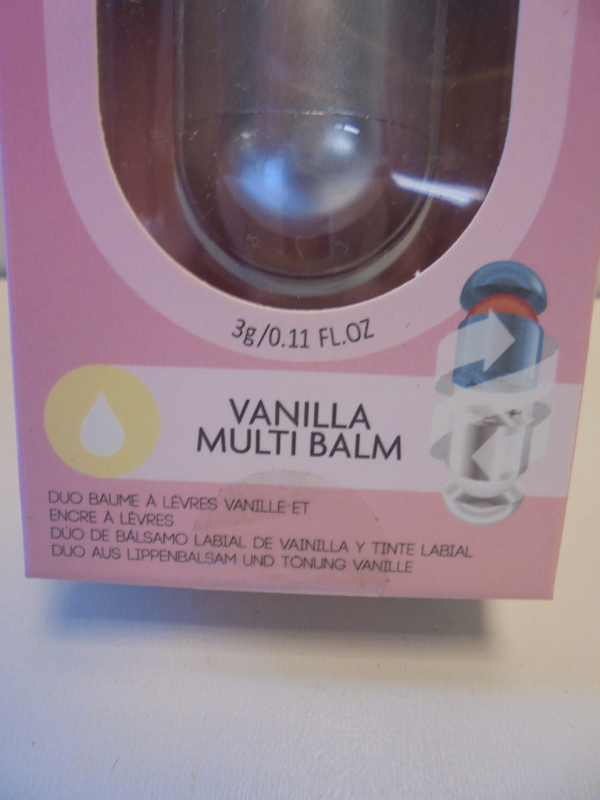 3g/0.11 FL.OZ
VANILLA
MULTI BALM
DUO BAUME À LÈVRES VANILLE ET
ENCRE À LÈVRES
DÚO DE BÁLSAMO LABIAL DE VAINILLA Y TINTE LABIAL
DUO AUS LIPPENBALSAM UND TÖNUNG VANILLE